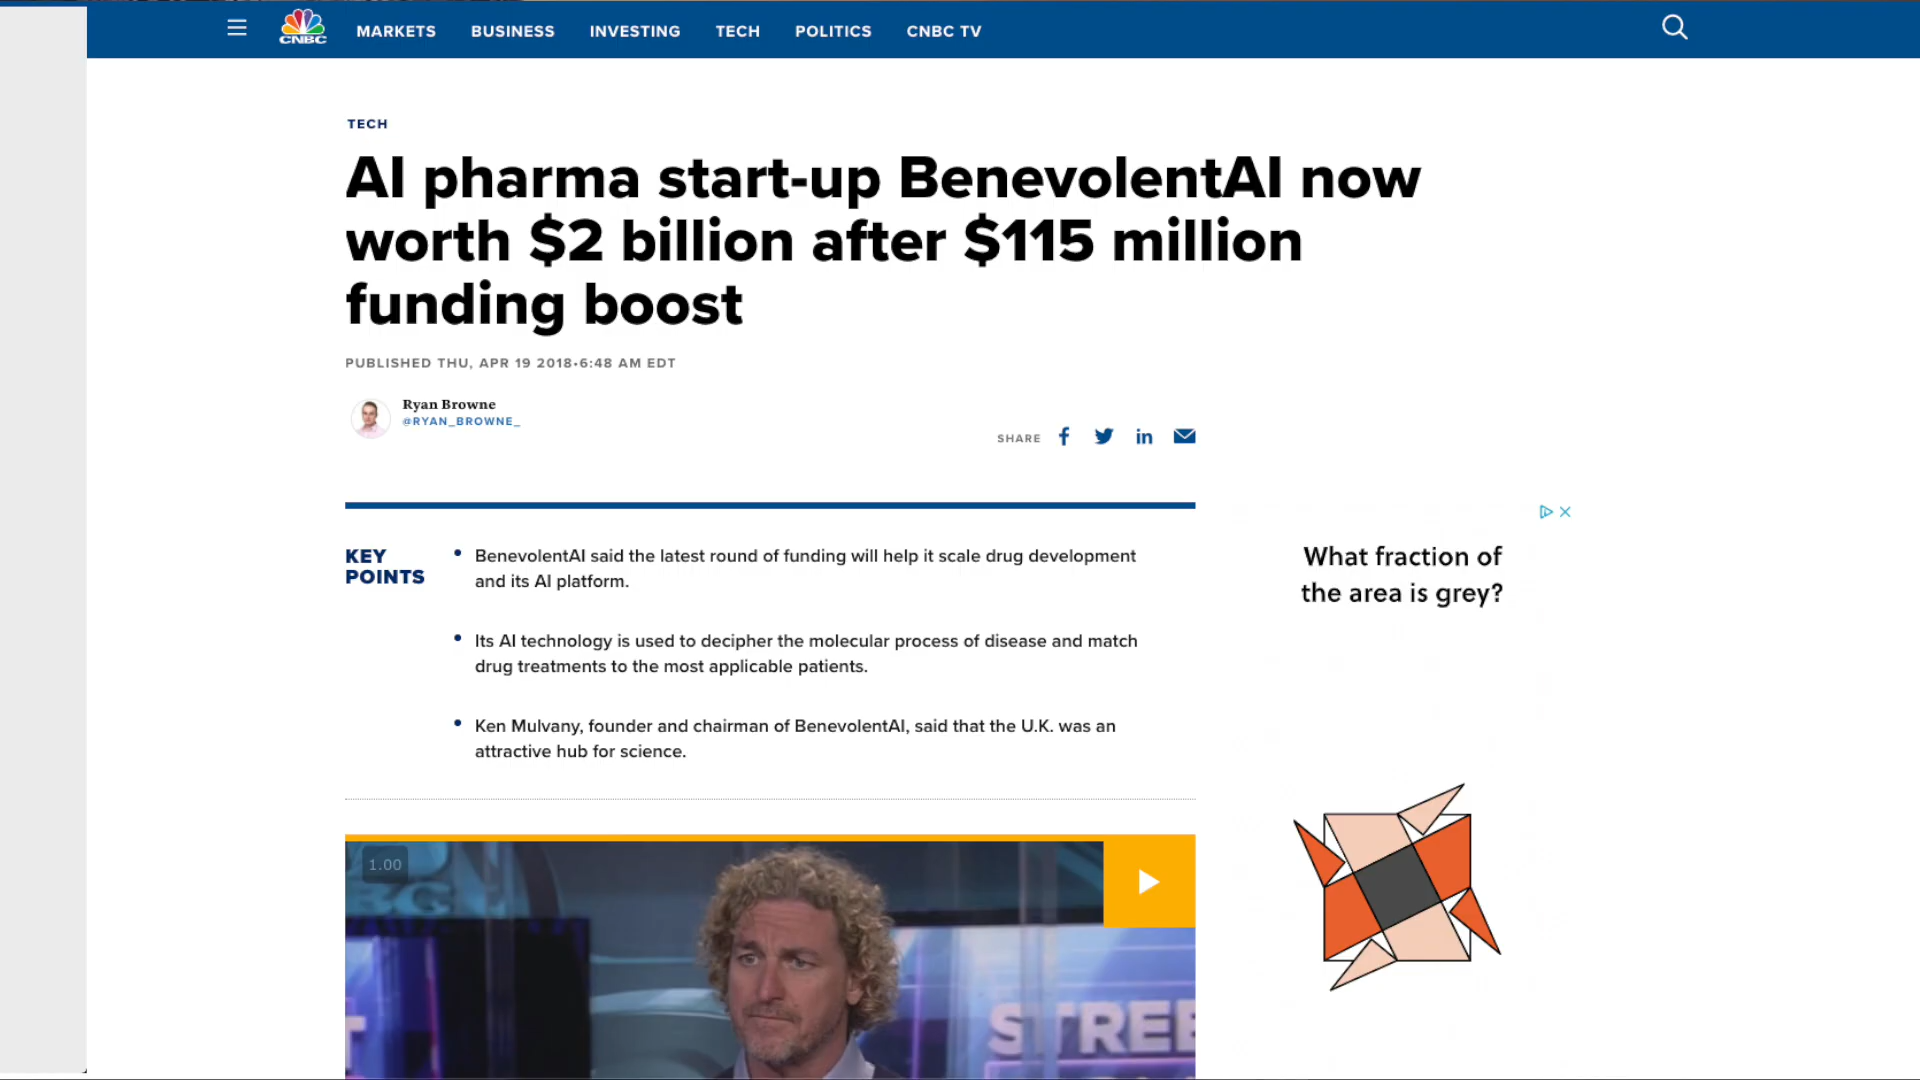 CNBC
MARKETS
BUSINESS
INVESTING
TECH
POLITICS
CNBC TV
TECH
AI pharma start-up BenevolentAI now
worth $2 billion after $115 million
funding boost
PUBLISHED THU, APR 19 2018•6:48 AM EDT
Ryan Browne
@RYAN_BROWNE_
SHARE
KEY
POINTS
• BenevolentAI said the latest round of funding will help it scale drug development
and its AI platform.
• Its AI technology is used to decipher the molecular process of disease and match
drug treatments to the most applicable patients.
• Ken Mulvany, founder and chairman of BenevolentAI, said that the U.K. was an
attractive hub for science.
What fraction of
the area is grey?
1.00
STREE